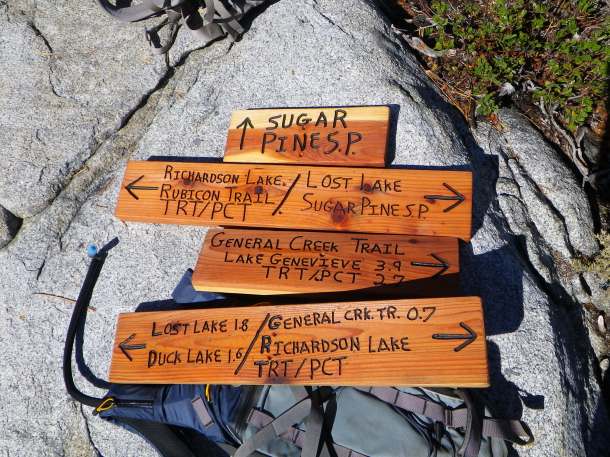 ↑ SUGAR
PINE S.P.
← RICHARDSON LAKE, / LOST LAKE →
RUBICON TRAIL / SUGAR PINE S.P.
TRT/PCT
GENERAL CREEK TRAIL
LAKE GENEVIEVE 3.9 →
TRT/PCT 3.7
LOST LAKE 1.8 / GENERAL CRK. TR. 0.7
← DUCK LAKE 1.6 / & RICHARDSON LAKE →
TRT/PCT